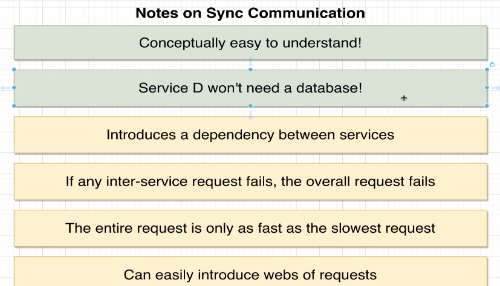 Notes on Sync Communication
Conceptually easy to understand!
Service D won't need a database!
Introduces a dependency between services
If any inter-service request fails, the overall request fails
The entire request is only as fast as the slowest request
Can easily introduce webs of requests